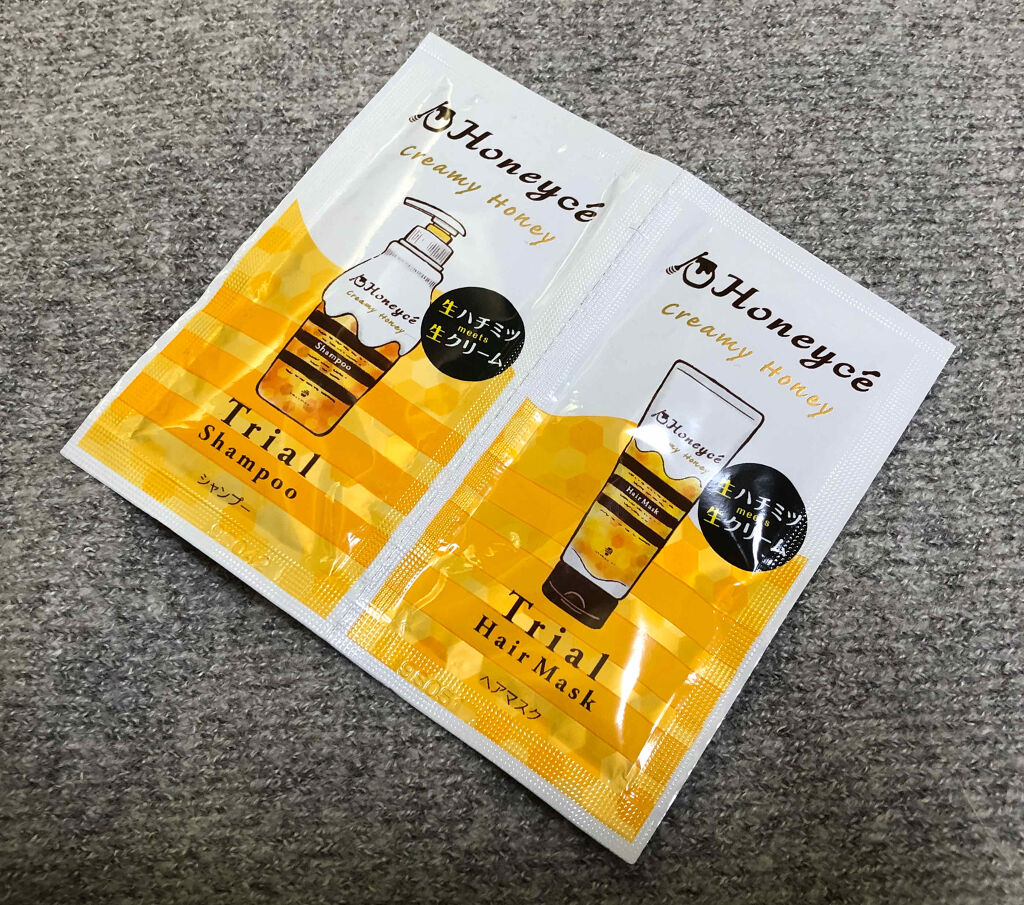 Honeycé
Creamy Honey
Honeycé
Creamy Honey
Shampoo
生ハチミツ
meets
生クリーム
Trial
Shampoo
シャンプー
Honeycé
Creamy Honey
Honeycé
Creamy Honey
Hair Mask
生ハチミツ
meets
生クリーム
Trial
Hair Mask
ヘアマスク